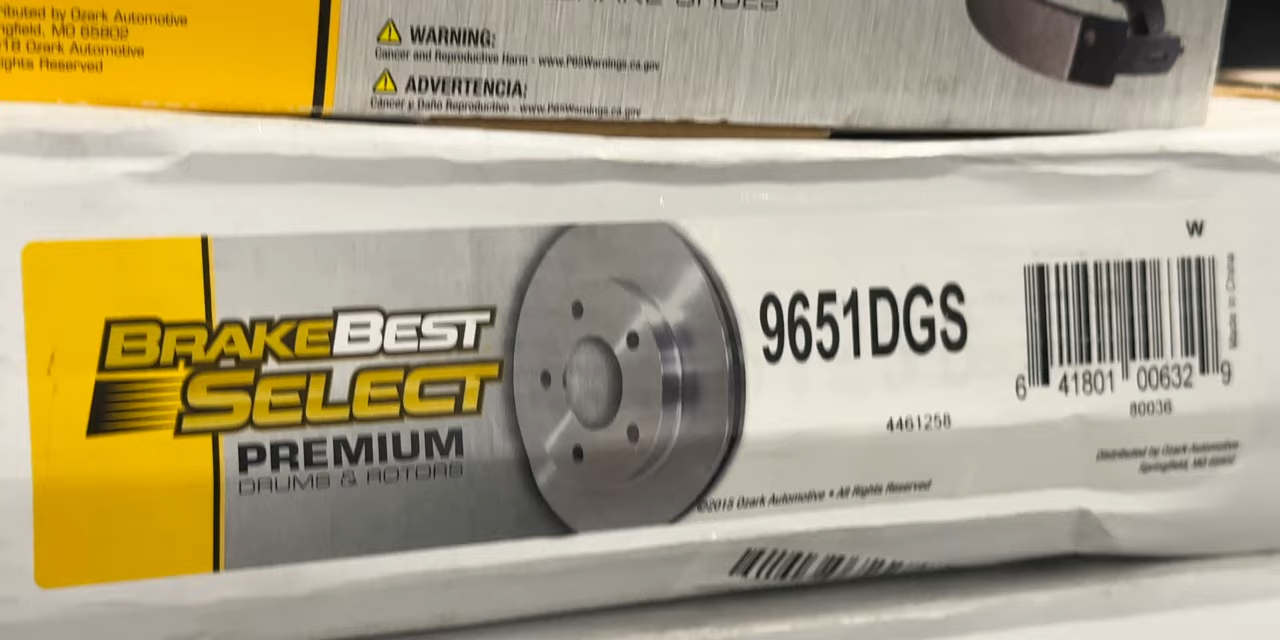 ributed by Ozark Automotive
ngfield, MO 65802
18 Ozark Automotive
ights Reserved
SHOES
WARNING:
Cancer and Reproductive Harm - www.P65Warnings.ca.gov
ADVERTENCIA:
Cáncer y Daño Reproductivo - www.P65Warnings.ca.gov
BRAKEBEST
SELECT
PREMIUM
DRUMS & ROTORS
9651DGS
4461258
©2015 Ozark Automotive • All Rights Reserved
W
6 41801 00632 9
80036
Made in China
Distributed by Ozark Automotive
Springfield, MO 65802